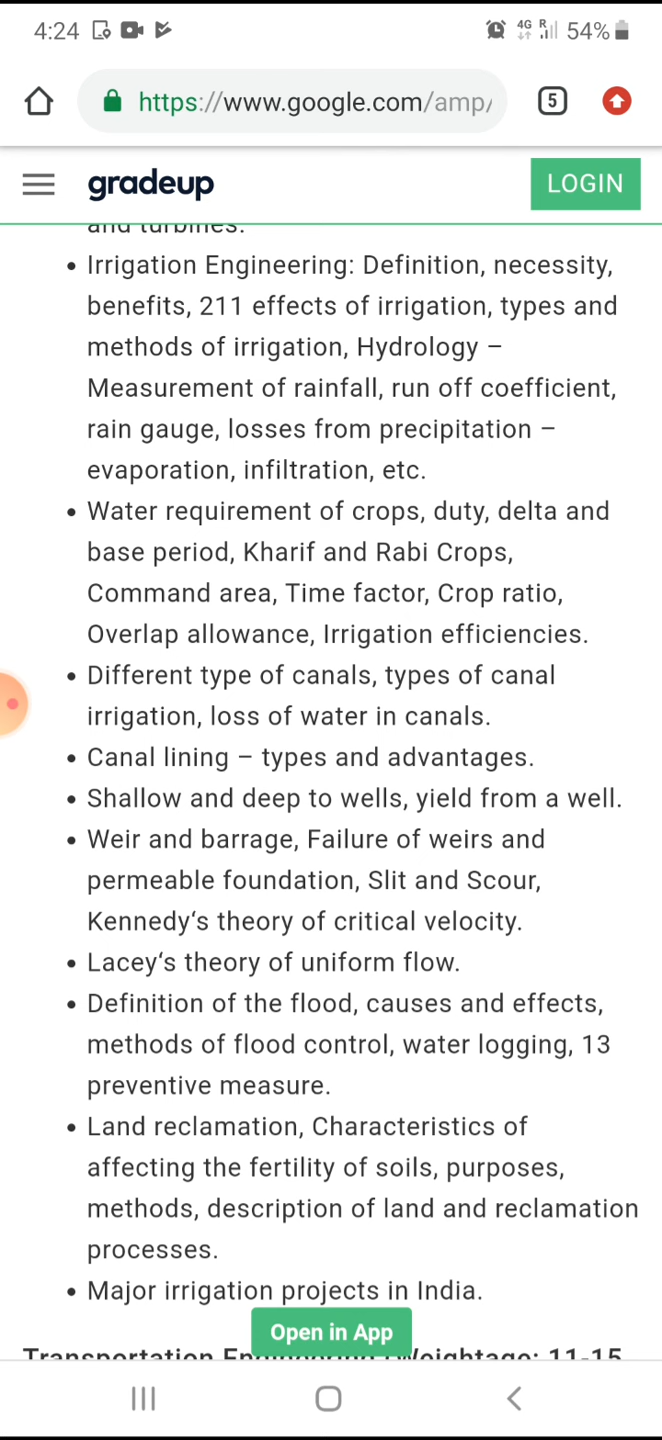 4:24 4G R 54%
https://www.google.com/amp/ 5
gradeup LOGIN
and turbines.
• Irrigation Engineering: Definition, necessity,
benefits, 211 effects of irrigation, types and
methods of irrigation, Hydrology –
Measurement of rainfall, run off coefficient,
rain gauge, losses from precipitation –
evaporation, infiltration, etc.
• Water requirement of crops, duty, delta and
base period, Kharif and Rabi Crops,
Command area, Time factor, Crop ratio,
Overlap allowance, Irrigation efficiencies.
• Different type of canals, types of canal
irrigation, loss of water in canals.
• Canal lining – types and advantages.
• Shallow and deep to wells, yield from a well.
• Weir and barrage, Failure of weirs and
permeable foundation, Slit and Scour,
Kennedy‘s theory of critical velocity.
• Lacey‘s theory of uniform flow.
• Definition of the flood, causes and effects,
methods of flood control, water logging, 13
preventive measure.
• Land reclamation, Characteristics of
affecting the fertility of soils, purposes,
methods, description of land and reclamation
processes.
• Major irrigation projects in India.
Open in App
Transportation Engineering (Weightage: 11-15